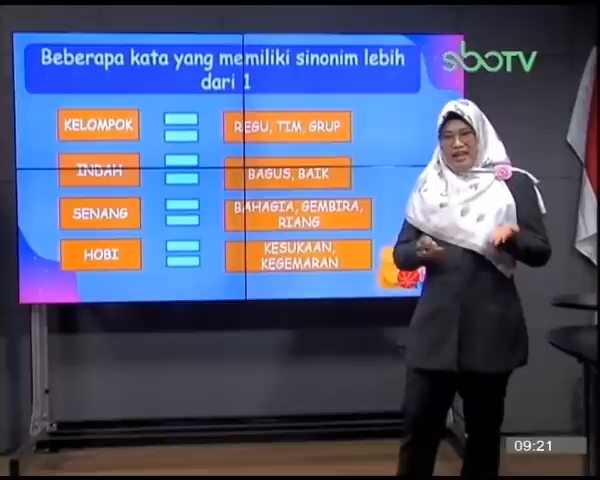 Beberapa kata yang memiliki sinonim lebih
dari 1
sboTV
KELOMPOK
REGU, TIM, GRUP
INDAH
BAGUS, BAIK
SENANG
BAHAGIA, GEMBIRA,
RIANG
HOBI
KESUKAAN,
KEGEMARAN
09:21